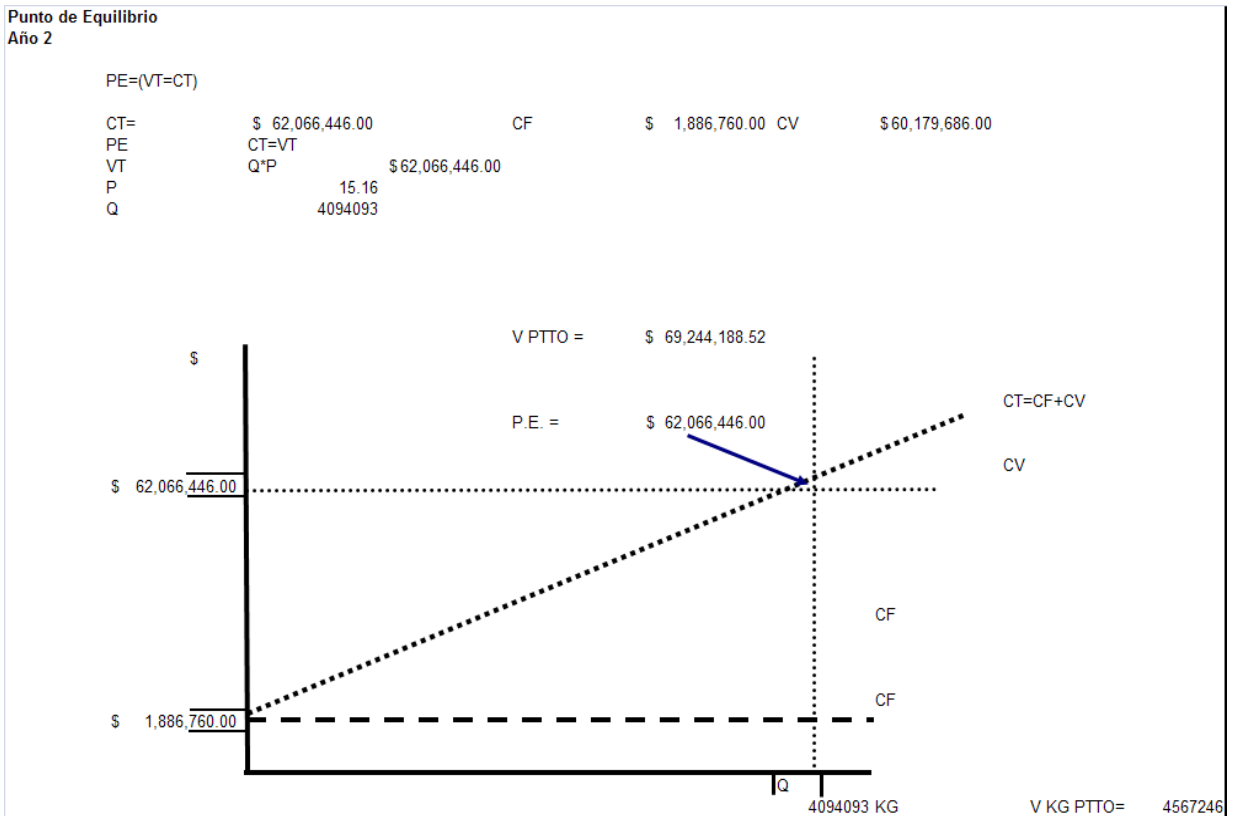 Punto de Equilibrio
Año 2
PE=(VT=CT)
CT= $ 62,066,446.00 CF $ 1,886,760.00 CV $60,179,686.00
PE CT=VT
VT Q*P $62,066,446.00
P 15.16
Q 4094093
V PTTO = $ 69,244,188.52
$
CT=CF+CV
P.E. = $ 62,066,446.00
CV
$ 62,066,446.00
CF
CF
$ 1,886,760.00
Q
4094093 KG V KG PTTO= 4567246